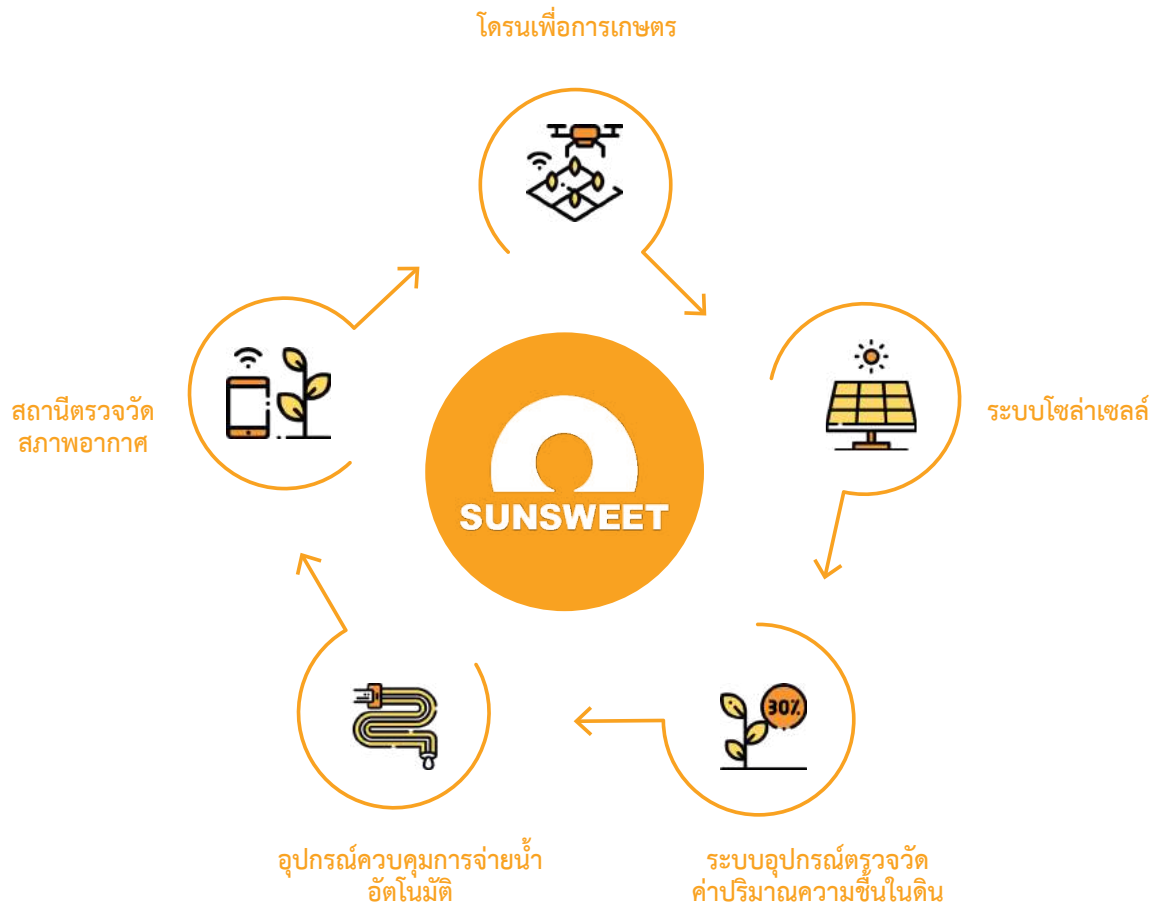 โดรนเพื่อการเกษตร
สถานีตรวจวัด
สภาพอากาศ
ระบบโซล่าเซลล์
SUNSWEET
30%
อุปกรณ์ควบคุมการจ่ายน้ำ
อัตโนมัติ
ระบบอุปกรณ์ตรวจวัด
ค่าปริมาณความชื้นในดิน